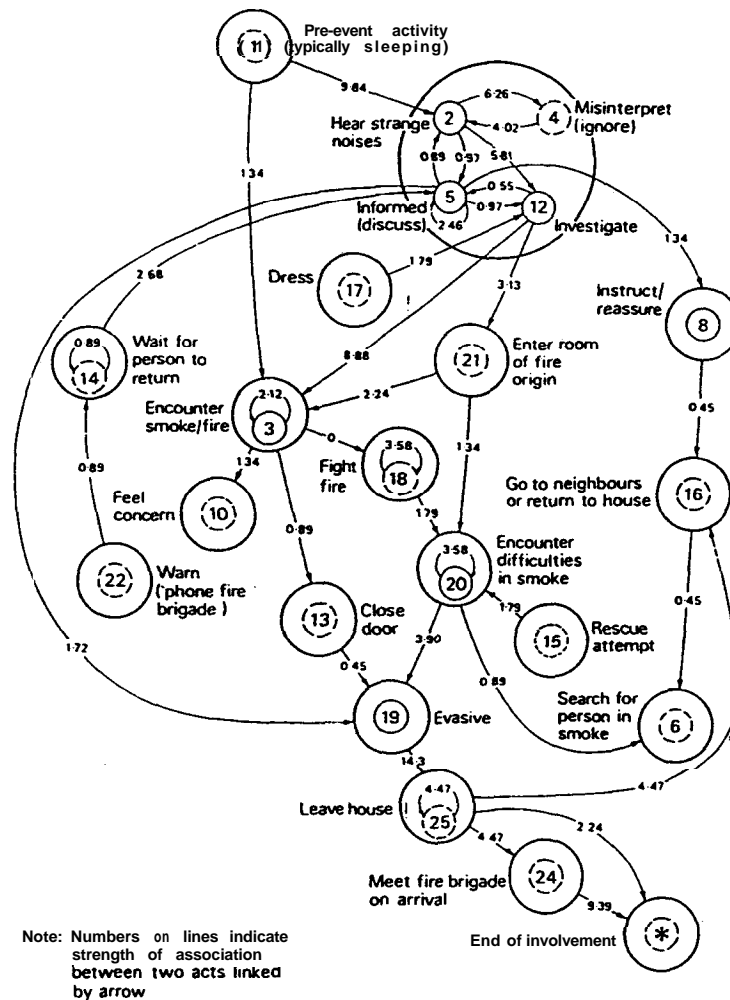 Pre-event activity
11 (typically sleeping)
9·84
6·26
2
4
Misinterpret
(ignore)
Hear strange
noises
4·02
5·81
1·34
0·89
0·97
0·55
5
0·97
12
Informed
(discuss)
2·46
Investigate
1·79
Dress
17
3·13
1·34
2·68
Instruct/
reassure
8
0·89
14
Wait for
person to
return
8·88
21
Enter room
of fire
origin
2·24
Encounter
smoke/fire
2·12
3
0
0·45
1·34
3·58
18
Fight
fire
1·34
Go to neighbours
or return to house
16
0·89
Feel
concern
10
0·89
1·79
Encounter
difficulties
in smoke
3·58
20
22
Warn
('phone fire
brigade)
13
Close
door
1·79
15
Rescue
attempt
0·45
1·72
0·45
3·90
0·89
Search for
person in
smoke
6
19
Evasive
14·3
Leave house
4·47
25
4·47
2·24
4·47
Meet fire brigade
on arrival
24
9·39
End of involvement
*
Note: Numbers on lines indicate
strength of association
between two acts linked
by arrow